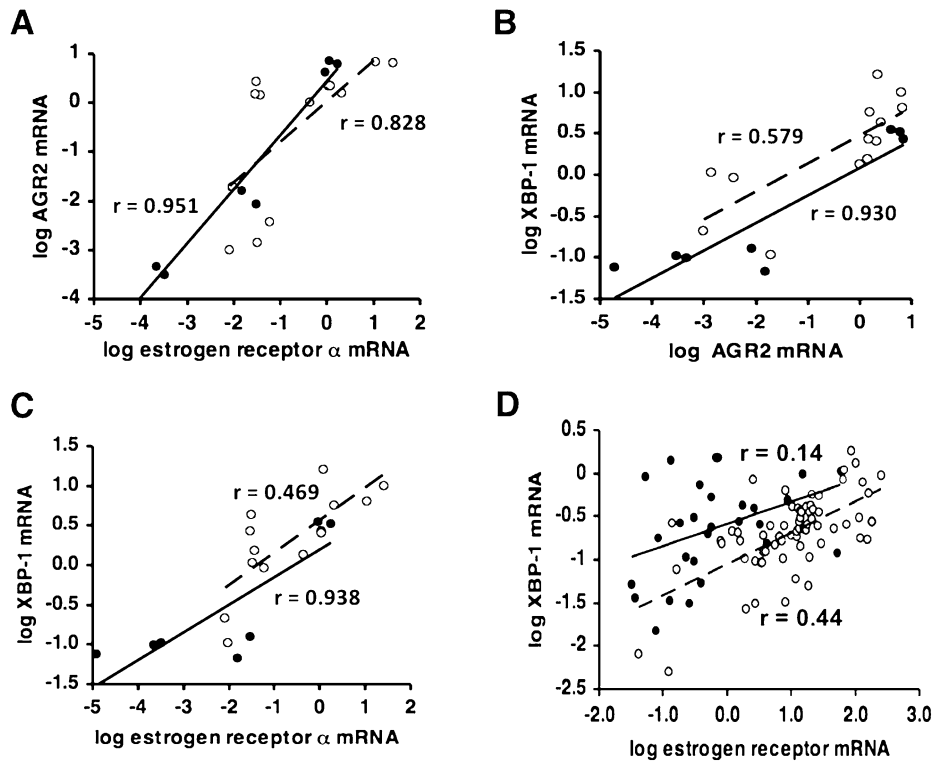 A
log AGR2 mRNA
1
0
-1
-2
-3
-4
r = 0.828
r = 0.951
-5 -4 -3 -2 -1 0 1 2
log estrogen receptor α mRNA
B
log XBP-1 mRNA
1.5
1.0
0.5
0.0
-0.5
-1.0
-1.5
r = 0.579
r = 0.930
-5 -4 -3 -2 -1 0 1
log AGR2 mRNA
C
log XBP-1 mRNA
1.5
1.0
0.5
0.0
-0.5
-1.0
-1.5
r = 0.469
r = 0.938
-5 -4 -3 -2 -1 0 1 2
log estrogen receptor α mRNA
D
log XBP-1 mRNA
0.5
0
-0.5
-1
-1.5
-2
-2.5
r = 0.14
r = 0.44
-2.0 -1.0 0.0 1.0 2.0 3.0
log estrogen receptor mRNA